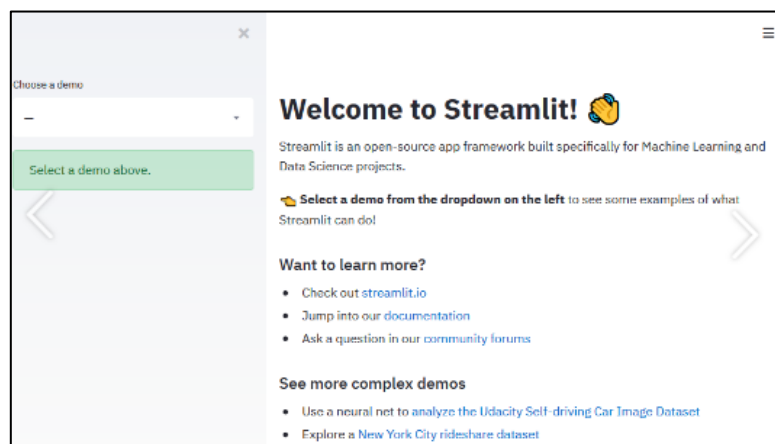 Choose a demo
—
Select a demo above.
Welcome to Streamlit! 👋
Streamlit is an open-source app framework built specifically for Machine Learning and
Data Science projects.
👈 Select a demo from the dropdown on the left to see some examples of what
Streamlit can do!
Want to learn more?
• Check out streamlit.io
• Jump into our documentation
• Ask a question in our community forums
See more complex demos
• Use a neural net to analyze the Udacity Self-driving Car Image Dataset
• Explore a New York City rideshare dataset